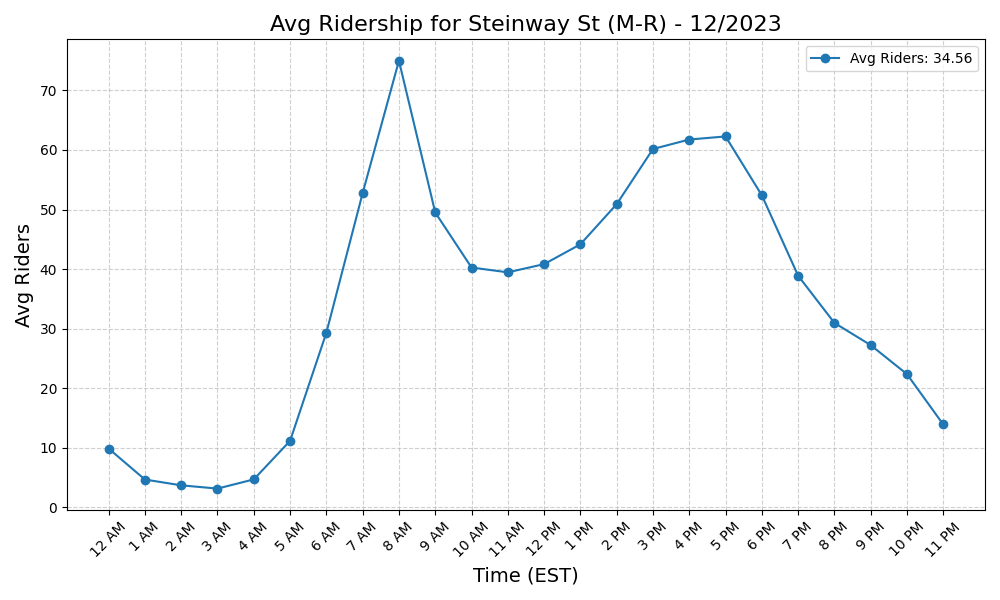 Avg Ridership for Steinway St (M-R) - 12/2023
Avg Riders: 34.56
Avg Riders
70
60
50
40
30
20
10
0
12 AM
1 AM
2 AM
3 AM
4 AM
5 AM
6 AM
7 AM
8 AM
9 AM
10 AM
11 AM
12 PM
1 PM
2 PM
3 PM
4 PM
5 PM
6 PM
7 PM
8 PM
9 PM
10 PM
11 PM
Time (EST)